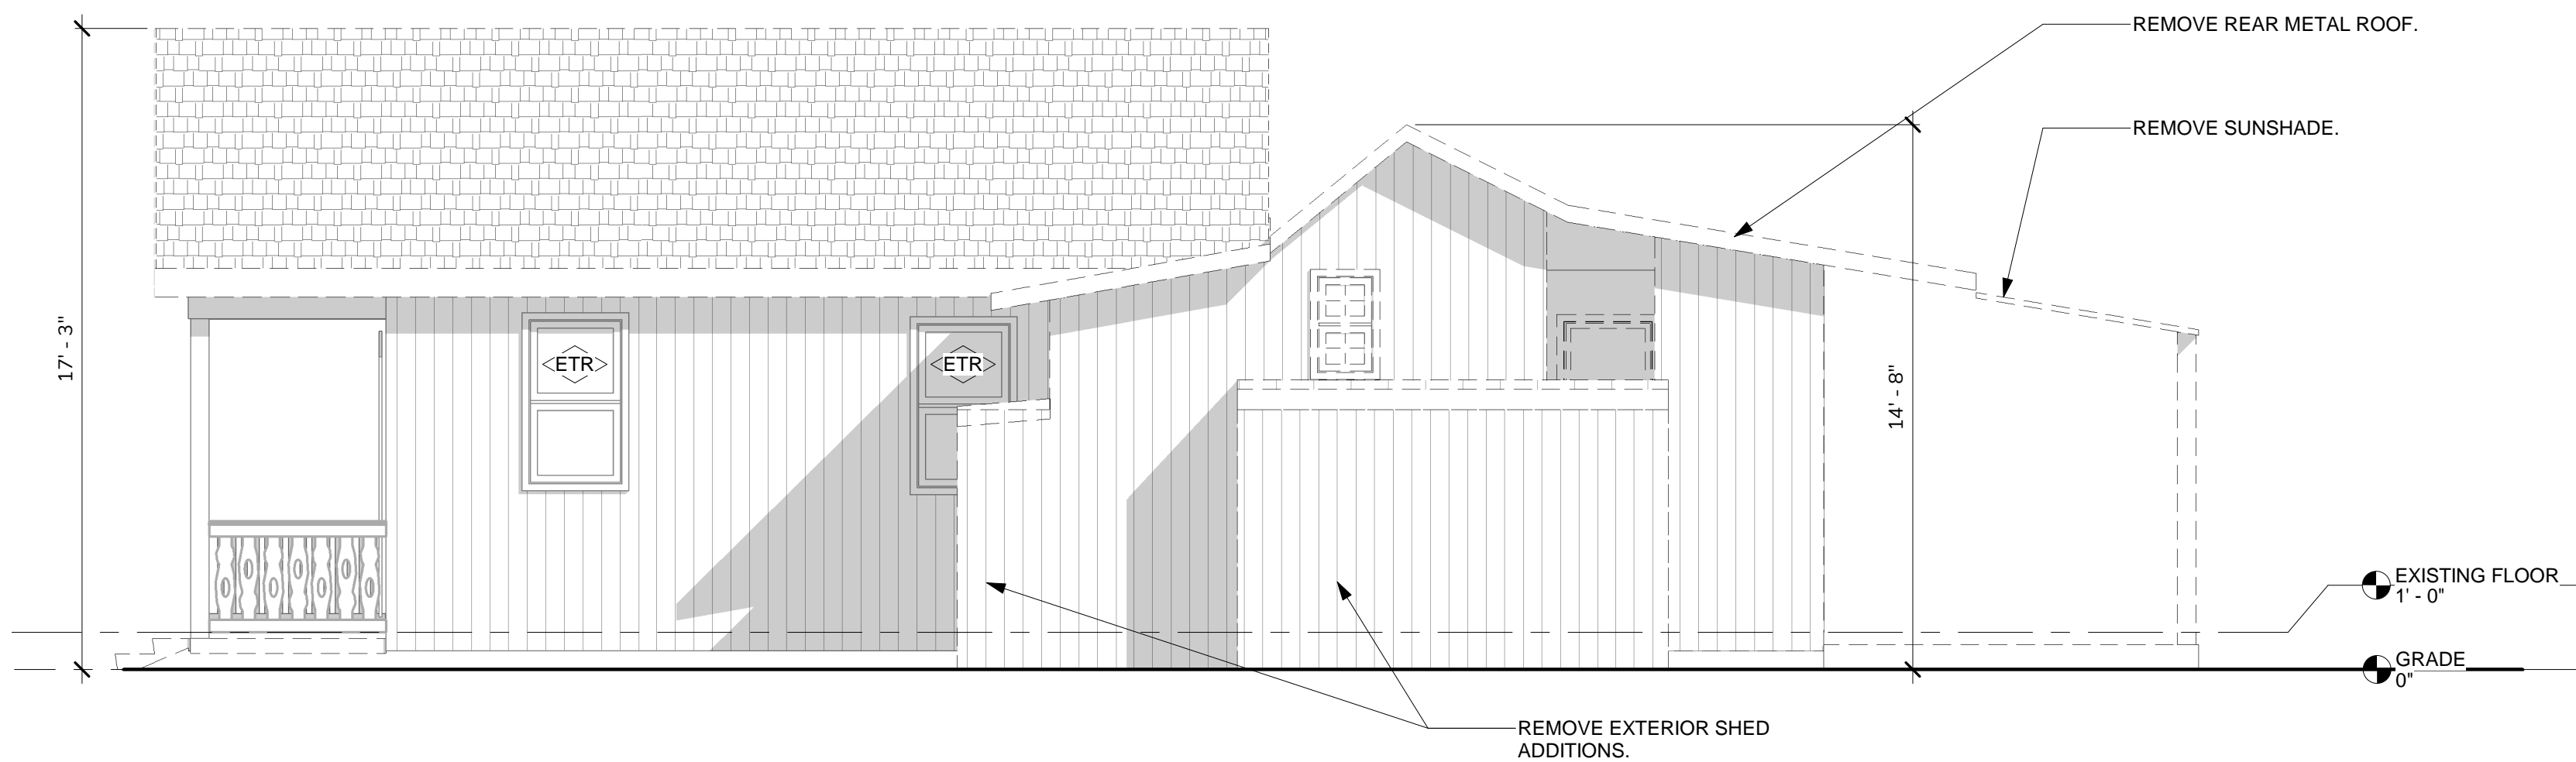 REMOVE REAR METAL ROOF.
REMOVE SUNSHADE.
17' - 3"
ETR
ETR
14' - 8"
EXISTING FLOOR
1' - 0"
GRADE
0"
REMOVE EXTERIOR SHED
ADDITIONS.